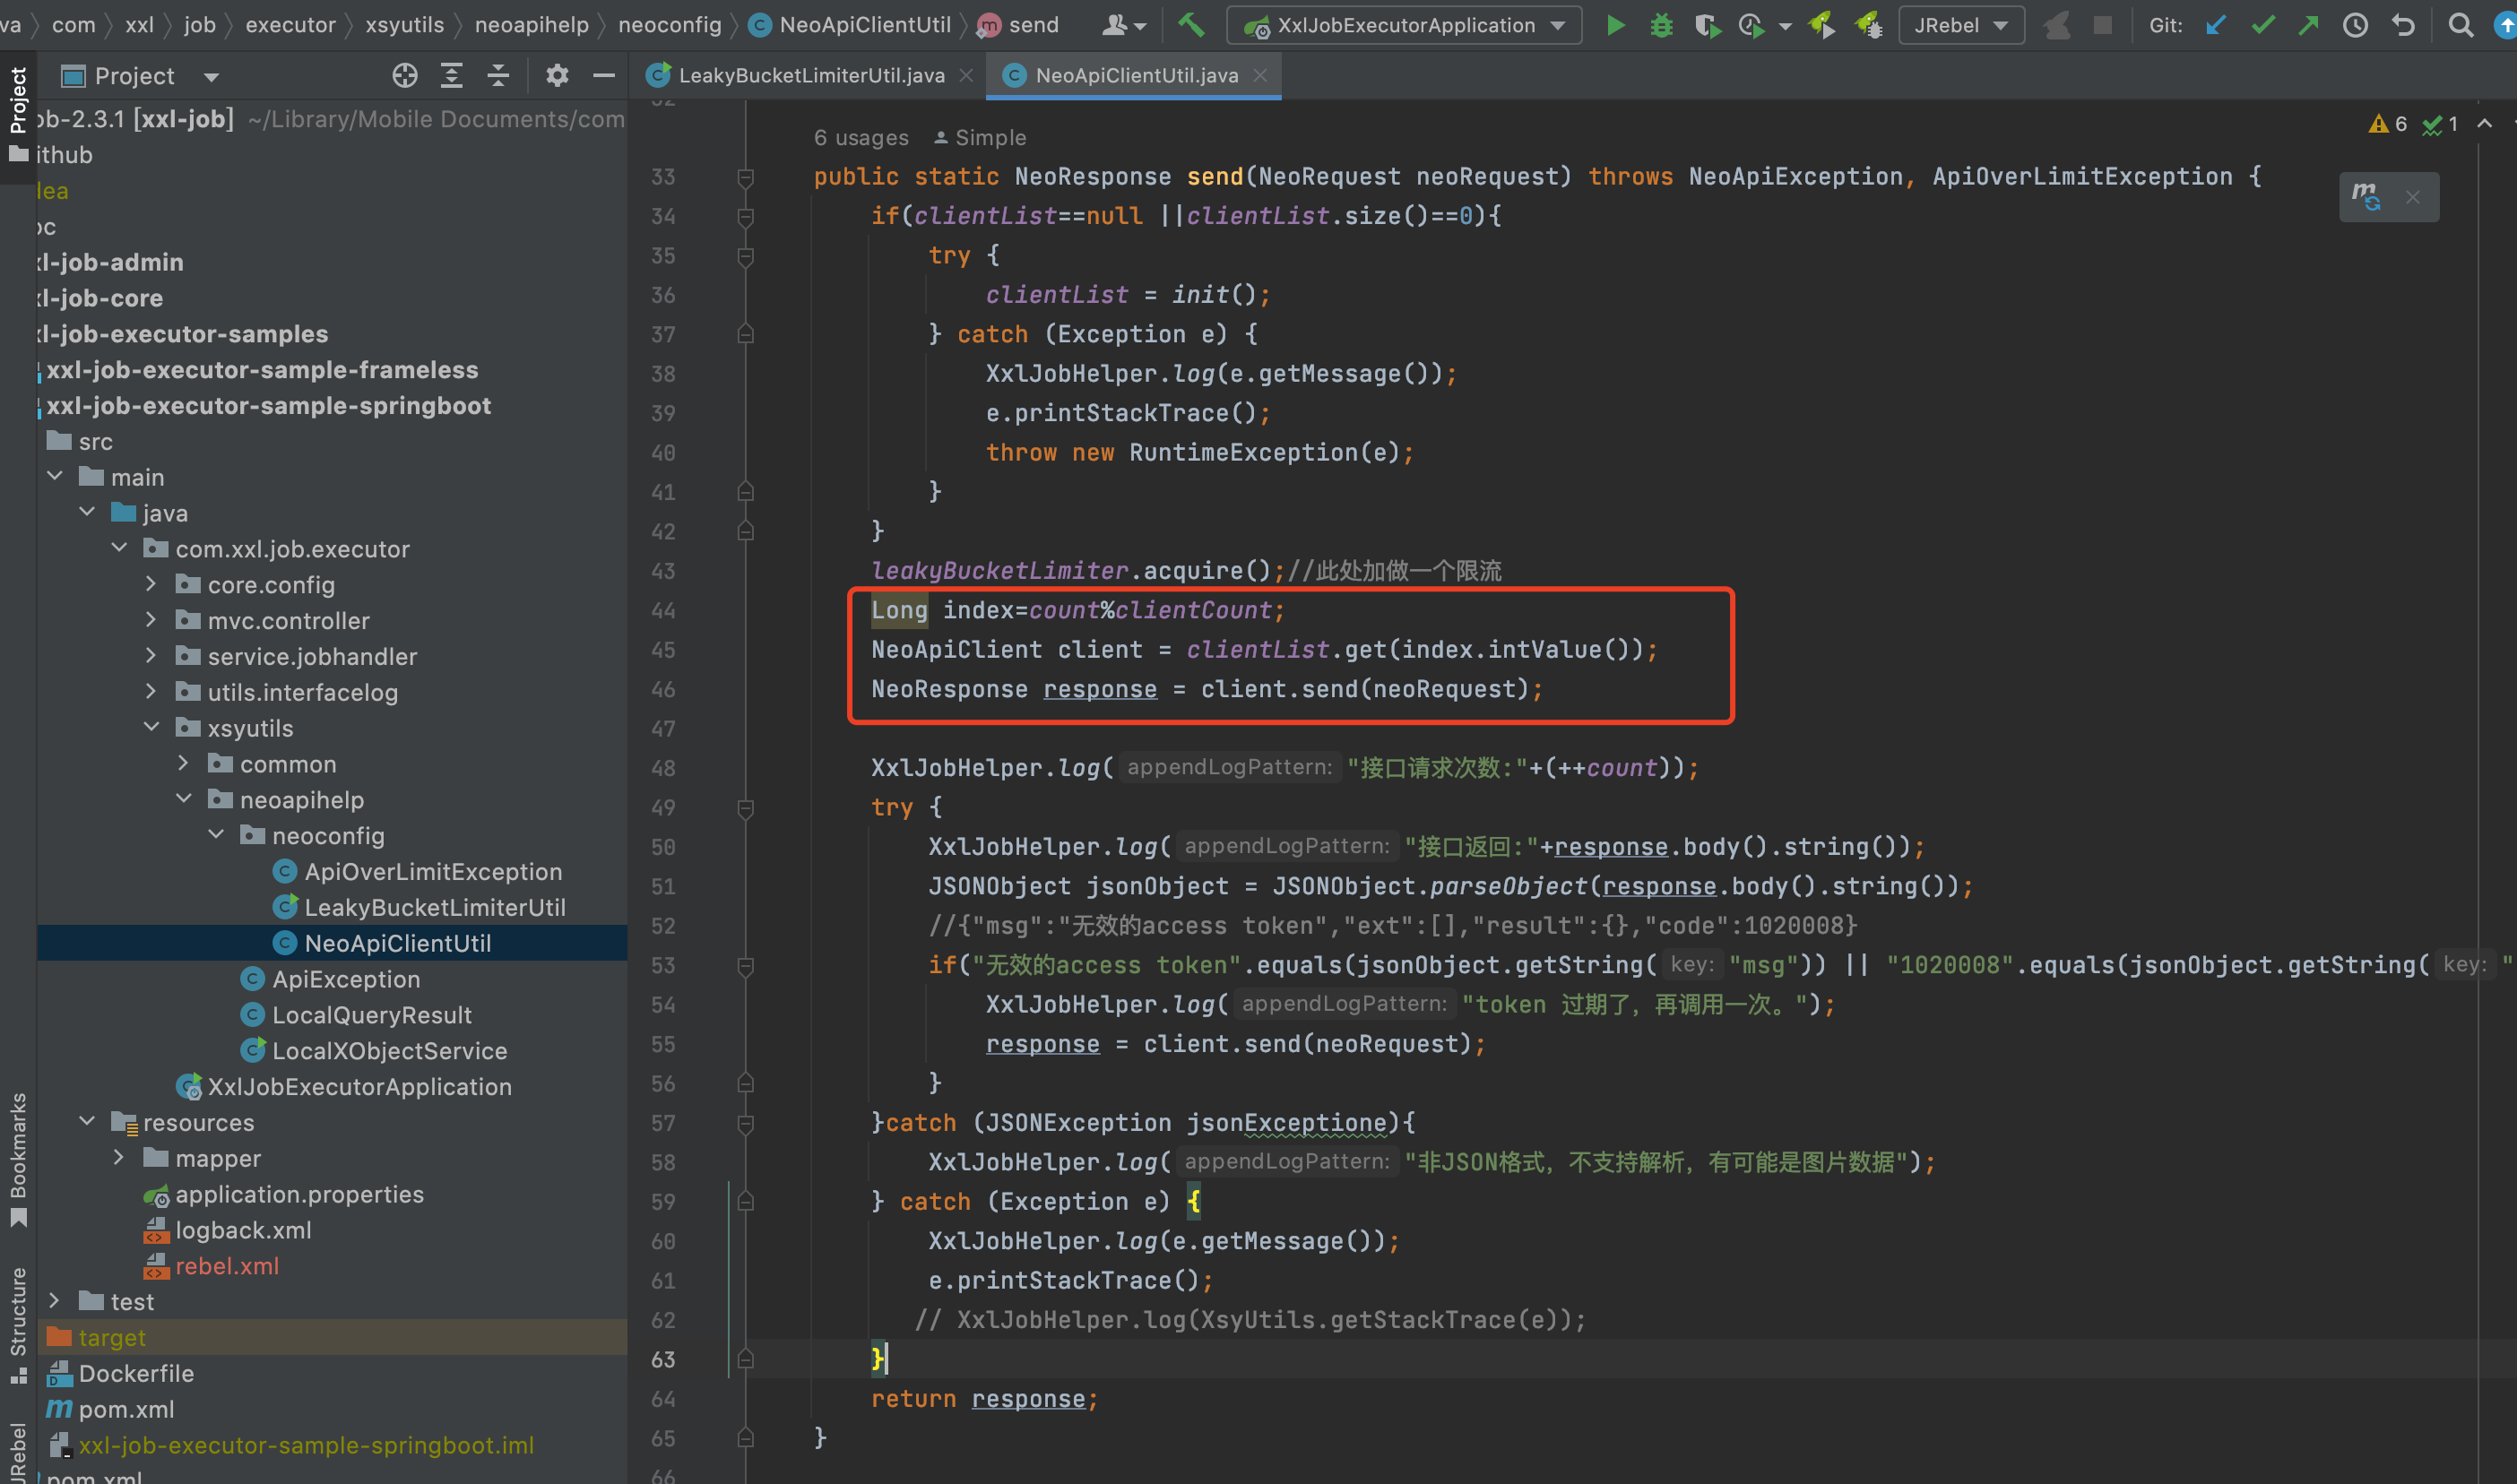 va com xxl job executor xsyutils neoapihelp neoconfig NeoApiClientUtil send XxlJobExecutorApplication JRebel Git:
Project
Project
LeakyBucketLimiterUtil.java
NeoApiClientUtil.java
ob-2.3.1 [xxl-job] ~/Library/Mobile Documents/com
ithub
lea
oc
xl-job-admin
xl-job-core
xl-job-executor-samples
xxl-job-executor-sample-frameless
xxl-job-executor-sample-springboot
src
main
java
com.xxl.job.executor
core.config
mvc.controller
service.jobhandler
utils.interfacelog
xsyutils
common
neoapihelp
neoconfig
ApiOverLimitException
LeakyBucketLimiterUtil
NeoApiClientUtil
ApiException
LocalQueryResult
LocalXObjectService
XxlJobExecutorApplication
resources
mapper
application.properties
logback.xml
rebel.xml
test
target
Dockerfile
pom.xml
xxl-job-executor-sample-springboot.iml
pom.xml
Bookmarks
Structure
JRebel
6 usages Simple
6 1
33 public static NeoResponse send(NeoRequest neoRequest) throws NeoApiException, ApiOverLimitException {
34 if(clientList==null ||clientList.size()==0){
35 try {
36 clientList = init();
37 } catch (Exception e) {
38 XxlJobHelper.log(e.getMessage());
39 e.printStackTrace();
40 throw new RuntimeException(e);
41 }
42 }
43 leakyBucketLimiter.acquire();//此处加做一个限流
44 Long index=count%clientCount;
45 NeoApiClient client = clientList.get(index.intValue());
46 NeoResponse response = client.send(neoRequest);
47
48 XxlJobHelper.log( appendLogPattern: "接口请求次数:"+(++count));
49 try {
50 XxlJobHelper.log( appendLogPattern: "接口返回:"+response.body().string());
51 JSONObject jsonObject = JSONObject.parseObject(response.body().string());
52 //{"msg":"无效的access token","ext":[],"result":{},"code":1020008}
53 if("无效的access token".equals(jsonObject.getString( key: "msg")) || "1020008".equals(jsonObject.getString( key: "
54 XxlJobHelper.log( appendLogPattern: "token 过期了，再调用一次。");
55 response = client.send(neoRequest);
56 }
57 }catch (JSONException jsonExceptione){
58 XxlJobHelper.log( appendLogPattern: "非JSON格式，不支持解析，有可能是图片数据");
59 } catch (Exception e) {
60 XxlJobHelper.log(e.getMessage());
61 e.printStackTrace();
62 // XxlJobHelper.log(XsyUtils.getStackTrace(e));
63 }
64 return response;
65 }
66